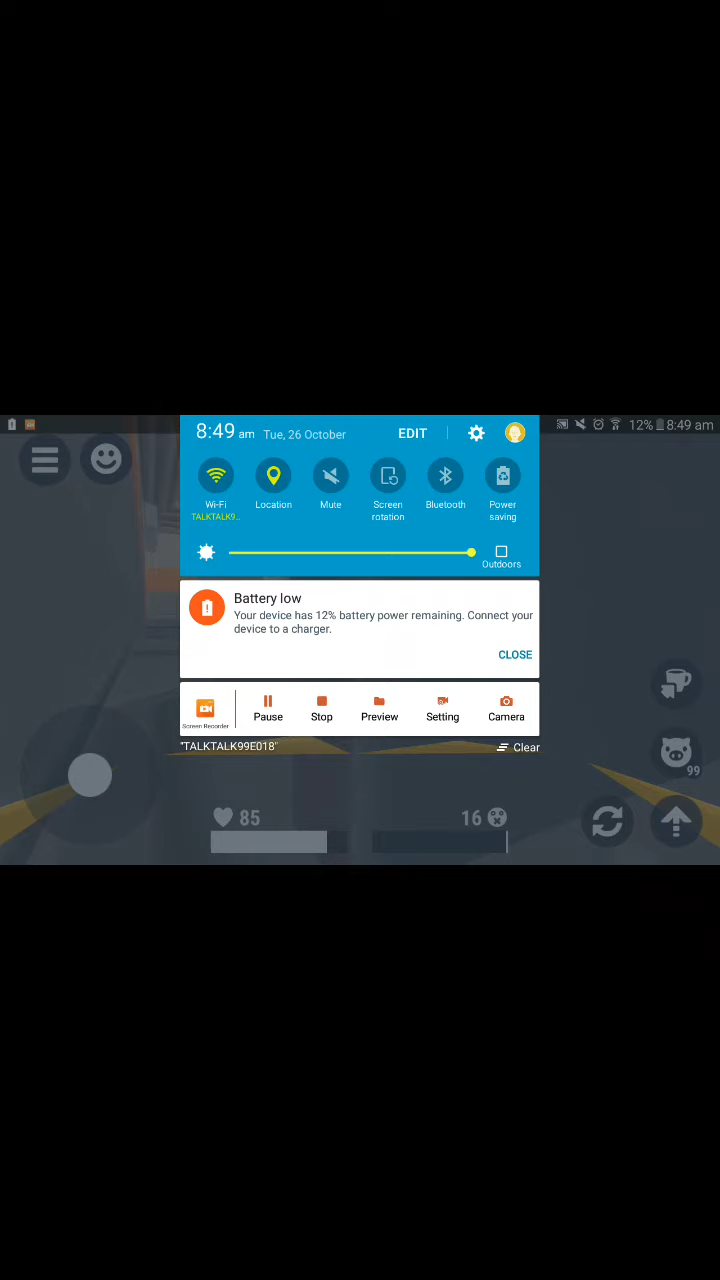 12% 8:49 am
8:49 am Tue, 26 October EDIT
Wi-Fi Location Mute Screen rotation Bluetooth Power saving
TALKTALK9..
Outdoors
Battery low
Your device has 12% battery power remaining. Connect your
device to a charger.
CLOSE
Screen Recorder Pause Stop Preview Setting Camera
"TALKTALK99E018" Clear
99
85 16